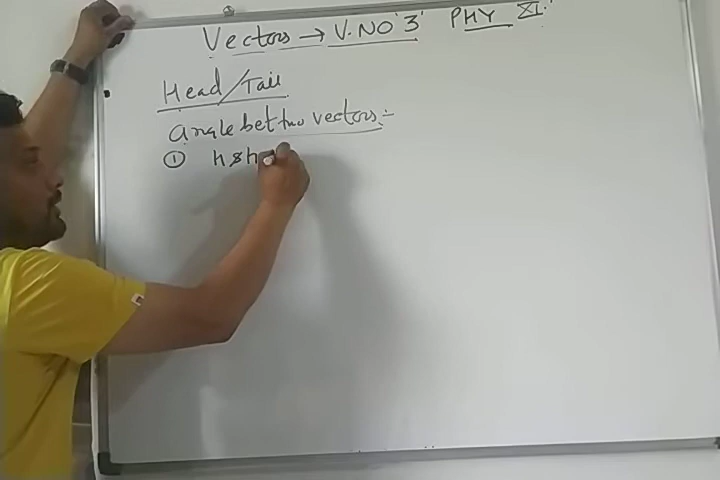 Vectors → V.NO '3' PHY XI.'
Head/Tail
Angle bet two vectors:-
① h & h